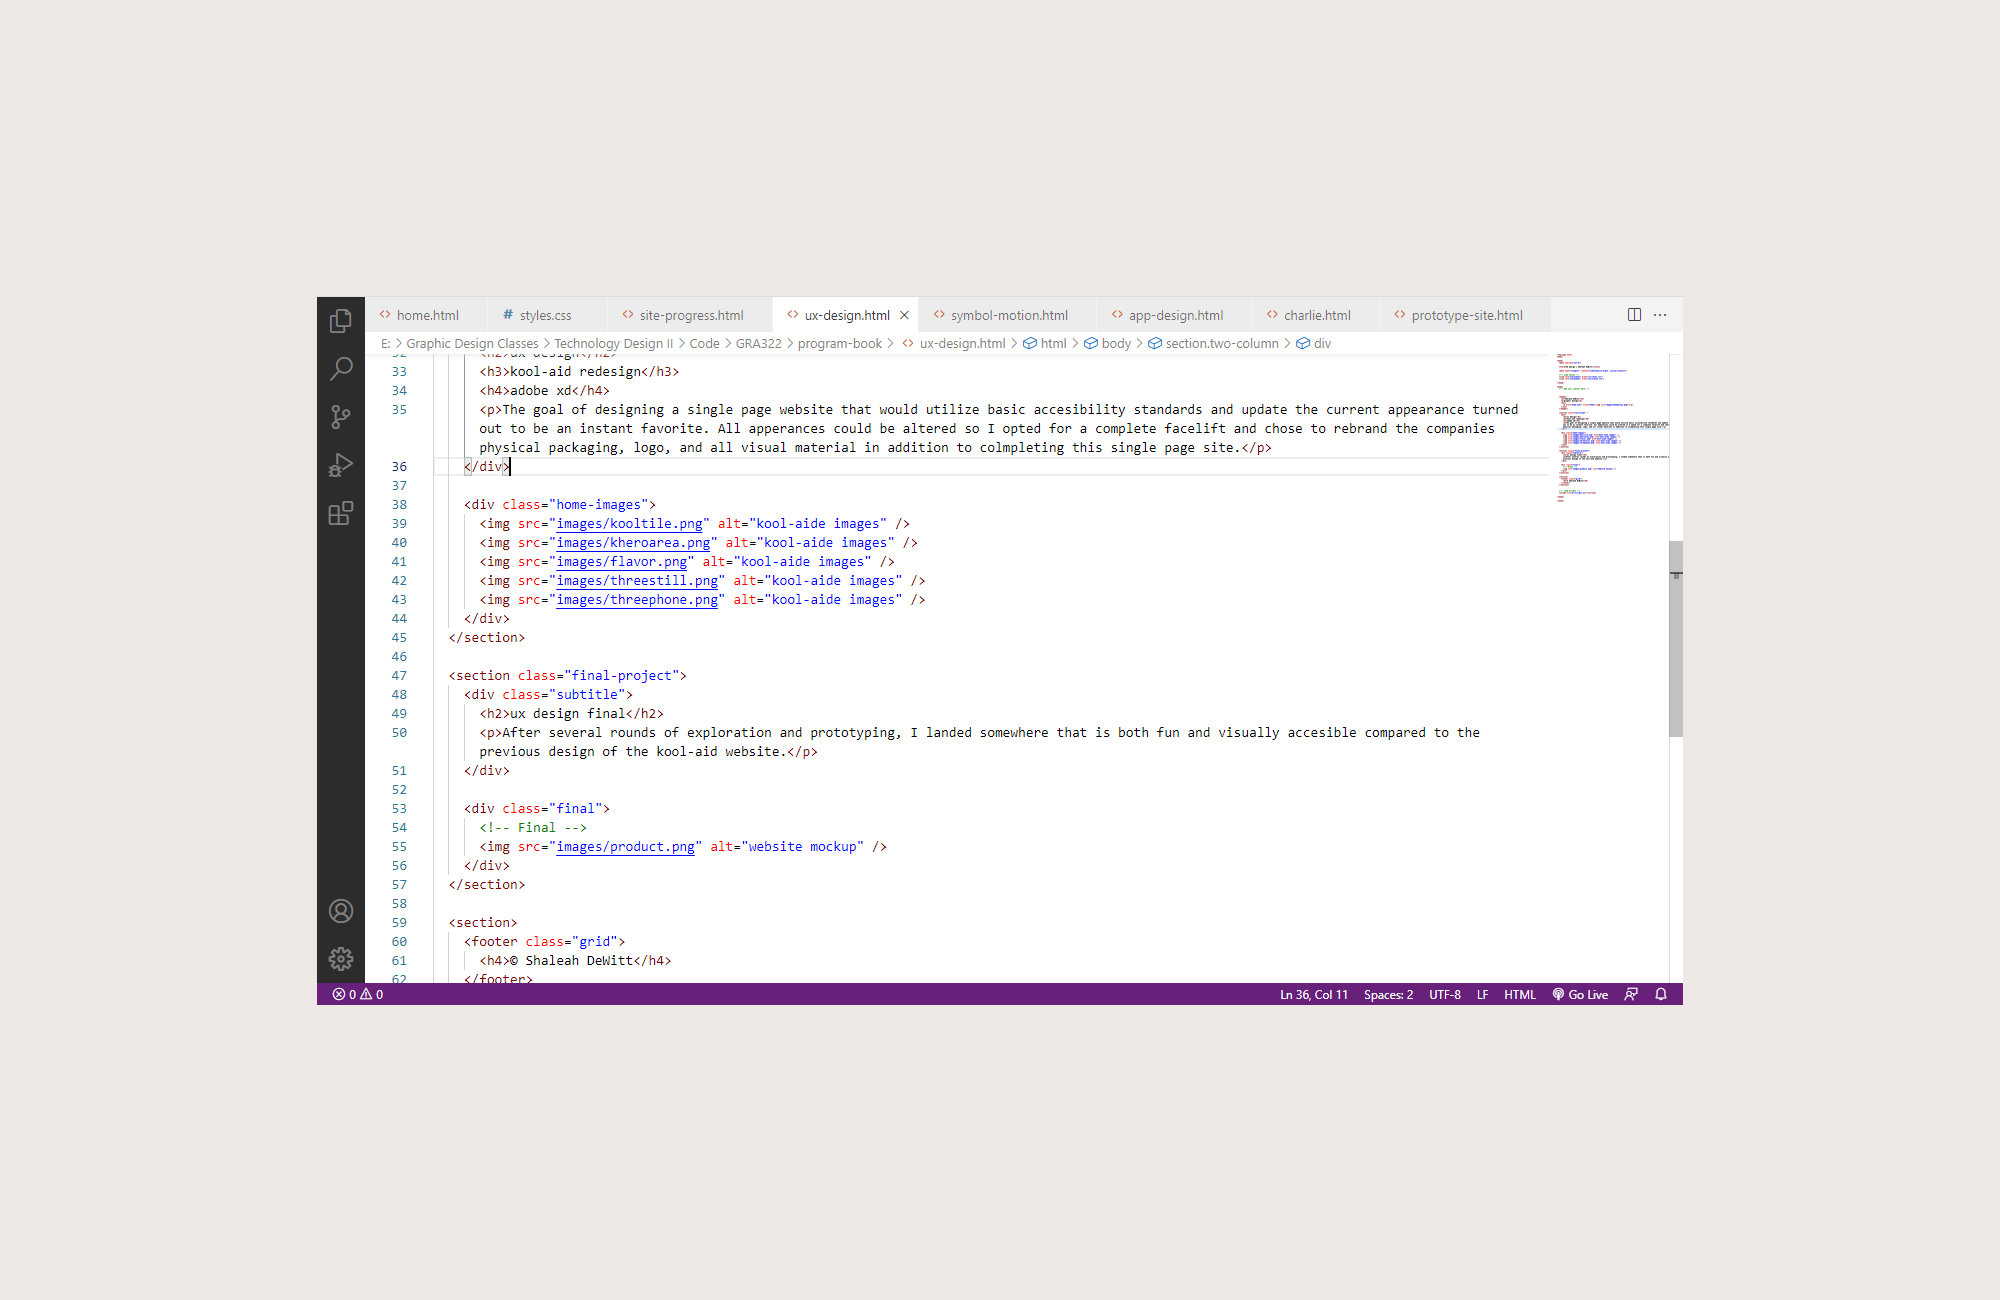 home.html styles.css site-progress.html ux-design.html symbol-motion.html app-design.html charlie.html prototype-site.html
E: > Graphic Design Classes > Technology Design II > Code > GRA322 > program-book > ux-design.html > html > body > section.two-column > div
32 <h2>ux design</h2>
33 <h3>kool-aid redesign</h3>
34 <h4>adobe xd</h4>
35 <p>The goal of designing a single page website that would utilize basic accesibility standards and update the current appearance turned
out to be an instant favorite. All apperances could be altered so I opted for a complete facelift and chose to rebrand the companies
physical packaging, logo, and all visual material in addition to colmpleting this single page site.</p>
36 </div>
37
38 <div class="home-images">
39 <img src="images/kooltile.png" alt="kool-aide images" />
40 <img src="images/kheroarea.png" alt="kool-aide images" />
41 <img src="images/flavor.png" alt="kool-aide images" />
42 <img src="images/threestill.png" alt="kool-aide images" />
43 <img src="images/threephone.png" alt="kool-aide images" />
44 </div>
45 </section>
46
47 <section class="final-project">
48 <div class="subtitle">
49 <h2>ux design final</h2>
50 <p>After several rounds of exploration and prototyping, I landed somewhere that is both fun and visually accesible compared to the
previous design of the kool-aid website.</p>
51 </div>
52
53 <div class="final">
54 <!-- Final -->
55 <img src="images/product.png" alt="website mockup" />
56 </div>
57 </section>
58
59 <section>
60 <footer class="grid">
61 <h4>© Shaleah DeWitt</h4>
62 </footer>
0 0 Ln 36, Col 11 Spaces: 2 UTF-8 LF HTML Go Live